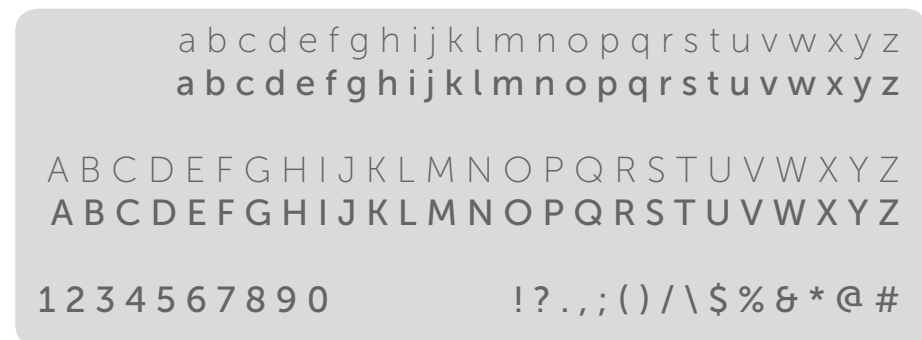 a b c d e f g h i j k l m n o p q r s t u v w x y z
a b c d e f g h i j k l m n o p q r s t u v w x y z
A B C D E F G H I J K L M N O P Q R S T U V W X Y Z
A B C D E F G H I J K L M N O P Q R S T U V W X Y Z
1 2 3 4 5 6 7 8 9 0 ! ? . , ; ( ) / \ $ % & * @ #